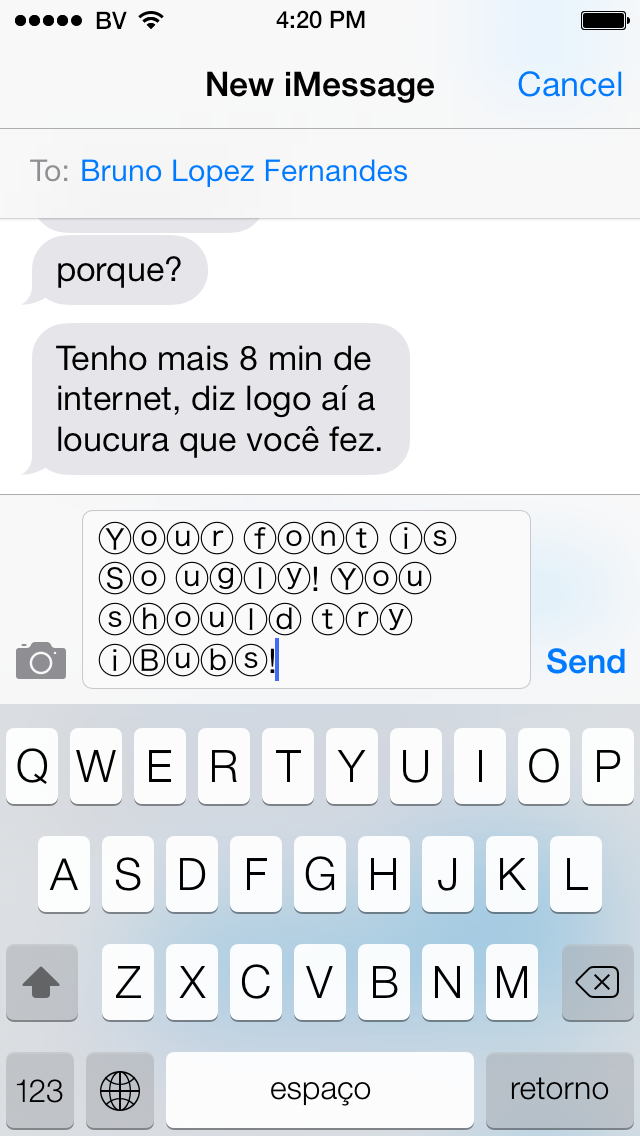 BV 4:20 PM
New iMessage Cancel
To: Bruno Lopez Fernandes
porque?
Tenho mais 8 min de
internet, diz logo aí a
loucura que você fez.
Ⓨⓞⓤⓡ ⓕⓞⓝⓣ ⓘⓢ
Ⓢⓞ ⓤⓖⓛⓨ! Ⓨⓞⓤ
ⓢⓗⓞⓤⓛⓓ ⓣⓡⓨ
ⓘⒷⓤⓑⓢ!
Send
Q W E R T Y U I O P
A S D F G H J K L
Z X C V B N M
123 espaço retorno